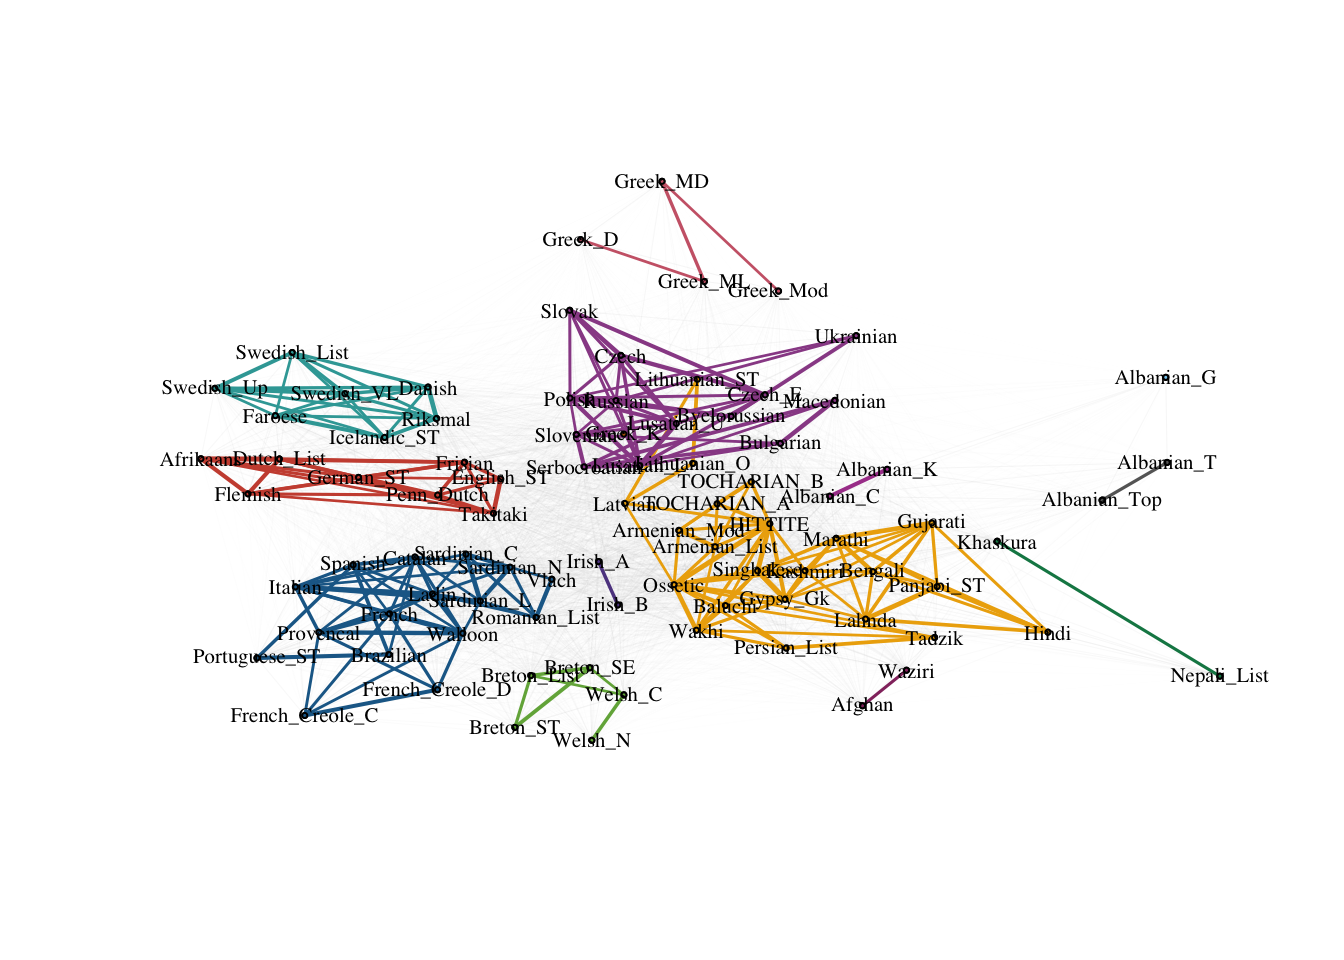 Greek_MD
Greek_D
Greek_ML
Greek_Mod
Slovak
Ukrainian
Swedish_List
Czech
Albanian_G
Lithuanian_ST
Swedish_Up
Swedish_VL
Danish
Czech_E
Polish
Russian
Macedonian
Faroese
Riksmal
Byelorussian
Lusatian_U
Icelandic_ST
Slovenian
Greek_K
Bulgarian
Afrikaans
Dutch_List
Frisian
Serbocroatian
Lusatian_L
Lithuanian_O
Albanian_K
Albanian_T
German_ST
English_ST
TOCHARIAN_B
Flemish
Penn_Dutch
Albanian_C
Albanian_Top
Latvian
TOCHARIAN_A
Takitaki
HITTITE
Gujarati
Armenian_Mod
Marathi
Khaskura
Armenian_List
Sardinian_C
Catalan
Spanish
Irish_A
Sardinian_N
Singhalese
Kashmiri
Bengali
Vlach
Italian
Ossetic
Panjabi_ST
Ladin
Sardinian_L
Irish_B
Baluchi
Gypsy_Gk
French
Romanian_List
Lahnda
Provencal
Walloon
Wakhi
Tadzik
Hindi
Portuguese_ST
Brazilian
Persian_List
Breton_List
Breton_SE
Waziri
Nepali_List
French_Creole_D
Welsh_C
Afghan
French_Creole_C
Breton_ST
Welsh_N